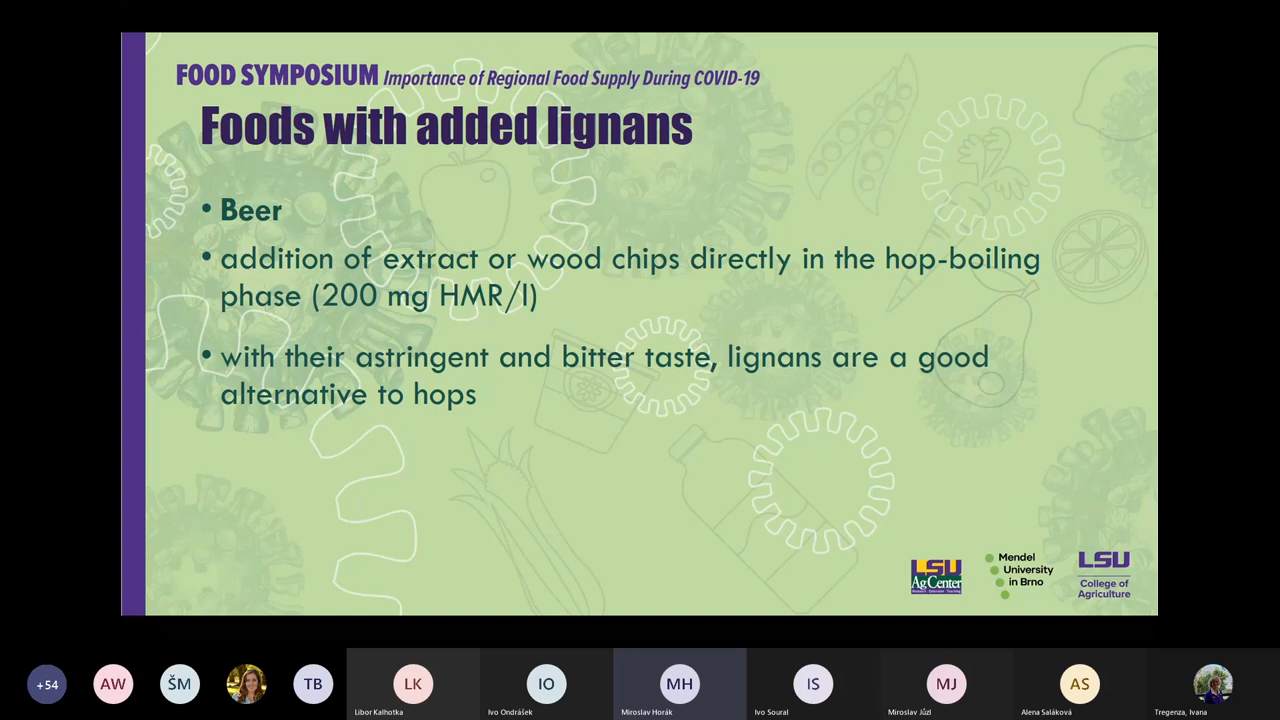 FOOD SYMPOSIUM Importance of Regional Food Supply During COVID-19
Foods with added lignans
• Beer
• addition of extract or wood chips directly in the hop-boiling
phase (200 mg HMR/l)
• with their astringent and bitter taste, lignans are a good
alternative to hops
LSU
AgCenter
Research · Extension · Teaching
Mendel
University
in Brno
LSU
College of
Agriculture
+54
AW
ŠM
TB
LK
Libor Kalhotka
IO
Ivo Ondrášek
MH
Miroslav Horák
IS
Ivo Soural
MJ
Miroslav Jůzl
AS
Alena Saláková
Tregenza, Ivana